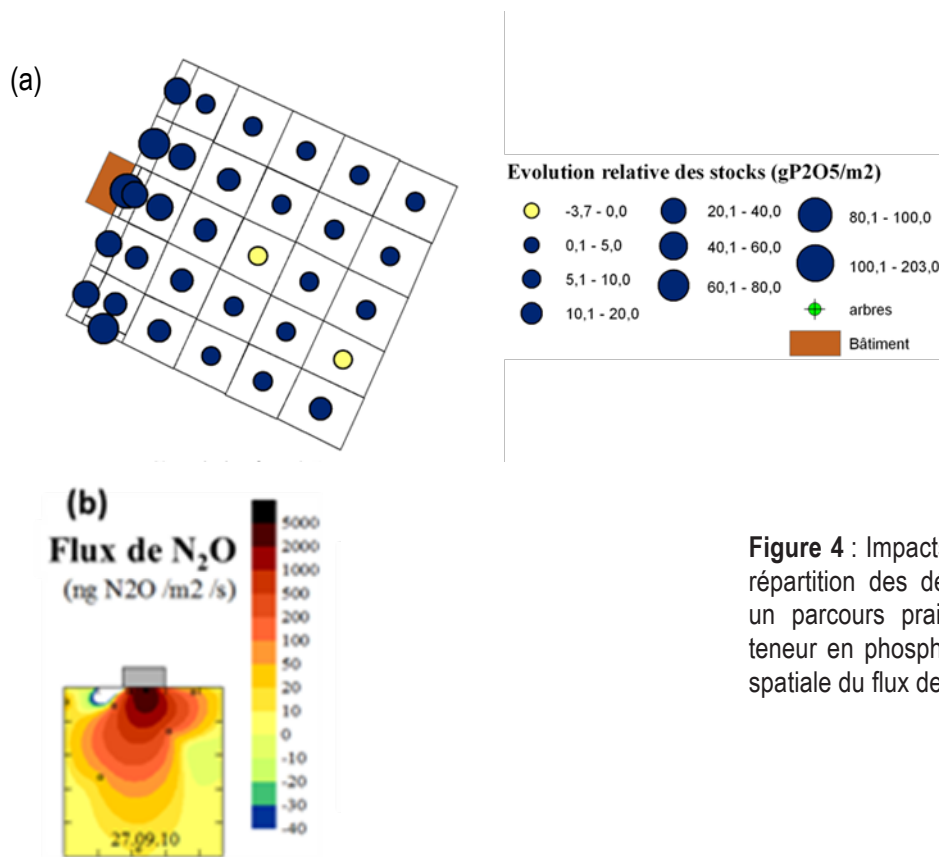 (a)
Evolution relative des stocks (gP2O5/m2)
-3,7 - 0,0
0,1 - 5,0
5,1 - 10,0
10,1 - 20,0
20,1 - 40,0
40,1 - 60,0
60,1 - 80,0
80,1 - 100,0
100,1 - 203,0
arbres
Bâtiment
(b)
Flux de N₂O
(ng N2O /m2 /s)
5000
2000
1000
500
200
100
50
20
10
0
-10
-20
-30
-40
27.09.10
Figure 4 : Impacts
répartition des de
un parcours prai
teneur en phosph
spatiale du flux de